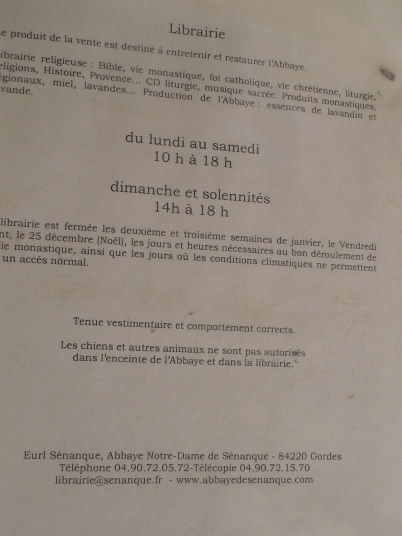 Librairie
e produit de la vente est destiné à entretenir et restaurer l'Abbaye.
ibrairie religieuse : Bible, vie monastique, foi catholique, vie chrétienne, liturgie,
eligions, Histoire, Provence... CD liturgie, musique sacrée. Produits monastiques,
égionaux, miel, lavandes... Production de l'Abbaye : essences de lavandin et
vande.
du lundi au samedi
10 h à 18 h
dimanche et solennités
14h à 18 h
librairie est fermée les deuxième et troisième semaines de janvier, le Vendredi
nt, le 25 décembre (Noël), les jours et heures nécessaires au bon déroulement de
ie monastique, ainsi que les jours où les conditions climatiques ne permettent
un accès normal.
Tenue vestimentaire et comportement corrects.
Les chiens et autres animaux ne sont pas autorisés
dans l'enceinte de l'Abbaye et dans la librairie.
Eurl Sénanque, Abbaye Notre-Dame de Sénanque - 84220 Gordes
Téléphone 04.90.72.05.72-Télécopie 04.90.72.15.70
librairie@senanque.fr - www.abbayedesenanque.com